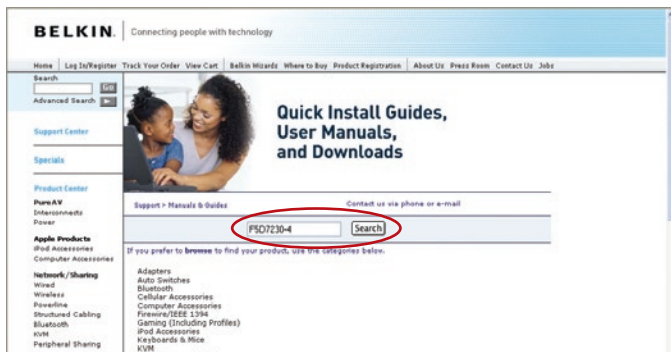 BELKIN. Connecting people with technology
Home Log In/Register Track Your Order View Cart Belkin Wizards Where to Buy Product Registration About Us Press Room Contact Us Jobs
Search
Go
Advanced Search
Support Center
Specials
Product Center
PureAV
Interconnects
Power
Apple Products
iPod Accessories
Computer Accessories
Network/Sharing
Wired
Wireless
Powerline
Structured Cabling
Bluetooth
KVM
Peripheral Sharing
Quick Install Guides,
User Manuals,
and Downloads
Support > Manuals & Guides
Contact us via phone or e-mail
F5D7230-4 Search
If you prefer to browse to find your product, use the categories below.
Adapters
Auto Switches
Bluetooth
Cellular Accessories
Computer Accessories
Firewire/IEEE 1394
Gaming (Including Profiles)
iPod Accessories
Keyboards & Mice
KVM